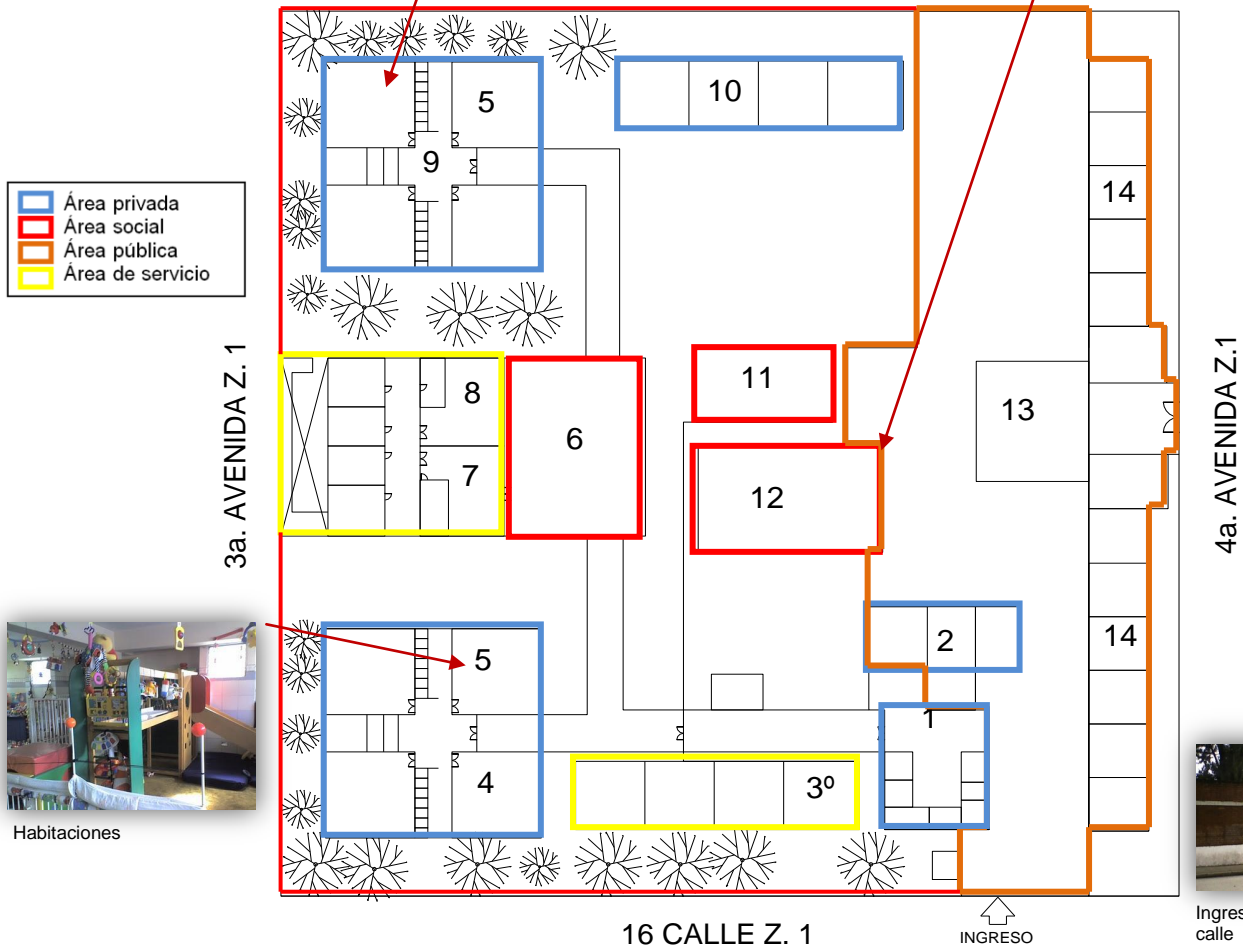 5
10
9
14
Área privada
Área social
Área pública
Área de servicio
3a. AVENIDA Z. 1
8
7
6
11
12
13
4a. AVENIDA Z.1
5
4
2
14
1
3º
Habitaciones
16 CALLE Z. 1
INGRESO
calle